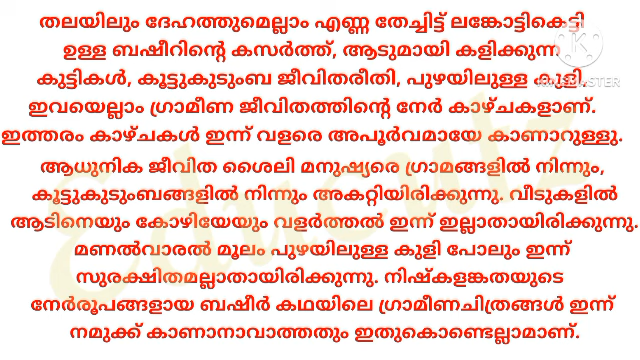 തലയിലും ദേഹത്തുമെല്ലാം എണ്ണ തേച്ചിട്ട് ലങ്കോട്ടികെട്ടി
ഉള്ള ബഷീറിന്റെ കസർത്ത്, ആടുമായി കളിക്കുന്ന
കുട്ടികൾ, കൂട്ടുകുടുംബ ജീവിതരീതി, പുഴയിലുള്ള കുളി,
ഇവയെല്ലാം ഗ്രാമീണ ജീവിതത്തിന്റെ നേർ കാഴ്ചകളാണ്.
ഇത്തരം കാഴ്ചകൾ ഇന്ന് വളരെ അപൂർവമായേ കാണാറുള്ളു.
ആധുനിക ജീവിത ശൈലി മനുഷ്യരെ ഗ്രാമങ്ങളിൽ നിന്നും,
കൂട്ടുകുടുംബങ്ങളിൽ നിന്നും അകറ്റിയിരിക്കുന്നു. വീടുകളിൽ
ആടിനെയും കോഴിയേയും വളർത്തൽ ഇന്ന് ഇല്ലാതായിരിക്കുന്നു.
മണൽവാരൽ മൂലം പുഴയിലുള്ള കുളി പോലും ഇന്ന്
സുരക്ഷിതമല്ലാതായിരിക്കുന്നു. നിഷ്കളങ്കതയുടെ
നേർരൂപങ്ങളായ ബഷീർ കഥയിലെ ഗ്രാമീണചിത്രങ്ങൾ ഇന്ന്
നമുക്ക് കാണാനാവാത്തതും ഇതുകൊണ്ടെല്ലാമാണ്.